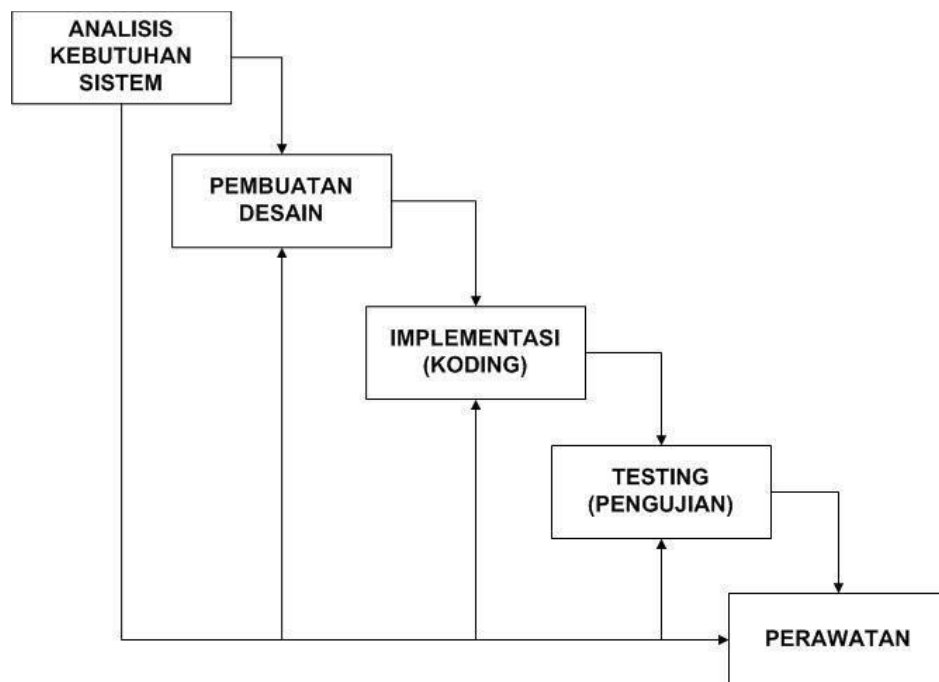 ANALISIS
KEBUTUHAN
SISTEM
PEMBUATAN
DESAIN
IMPLEMENTASI
(KODING)
TESTING
(PENGUJIAN)
PERAWATAN